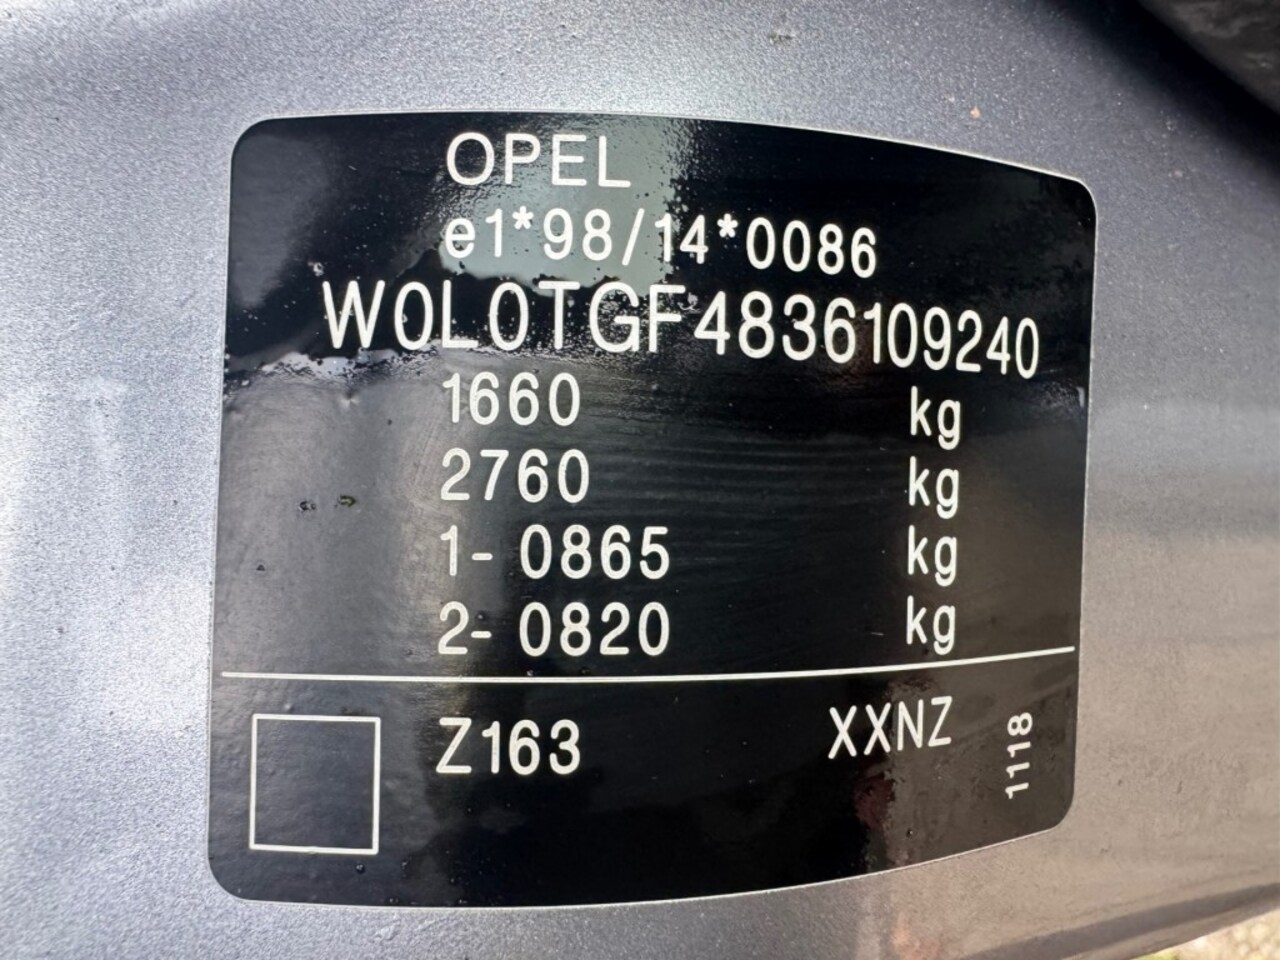 OPEL
e1*98/14*0086
W0L0TGF4836109240
1660 kg
2760 kg
1- 0865 kg
2- 0820 kg
Z163 XXNZ
1118